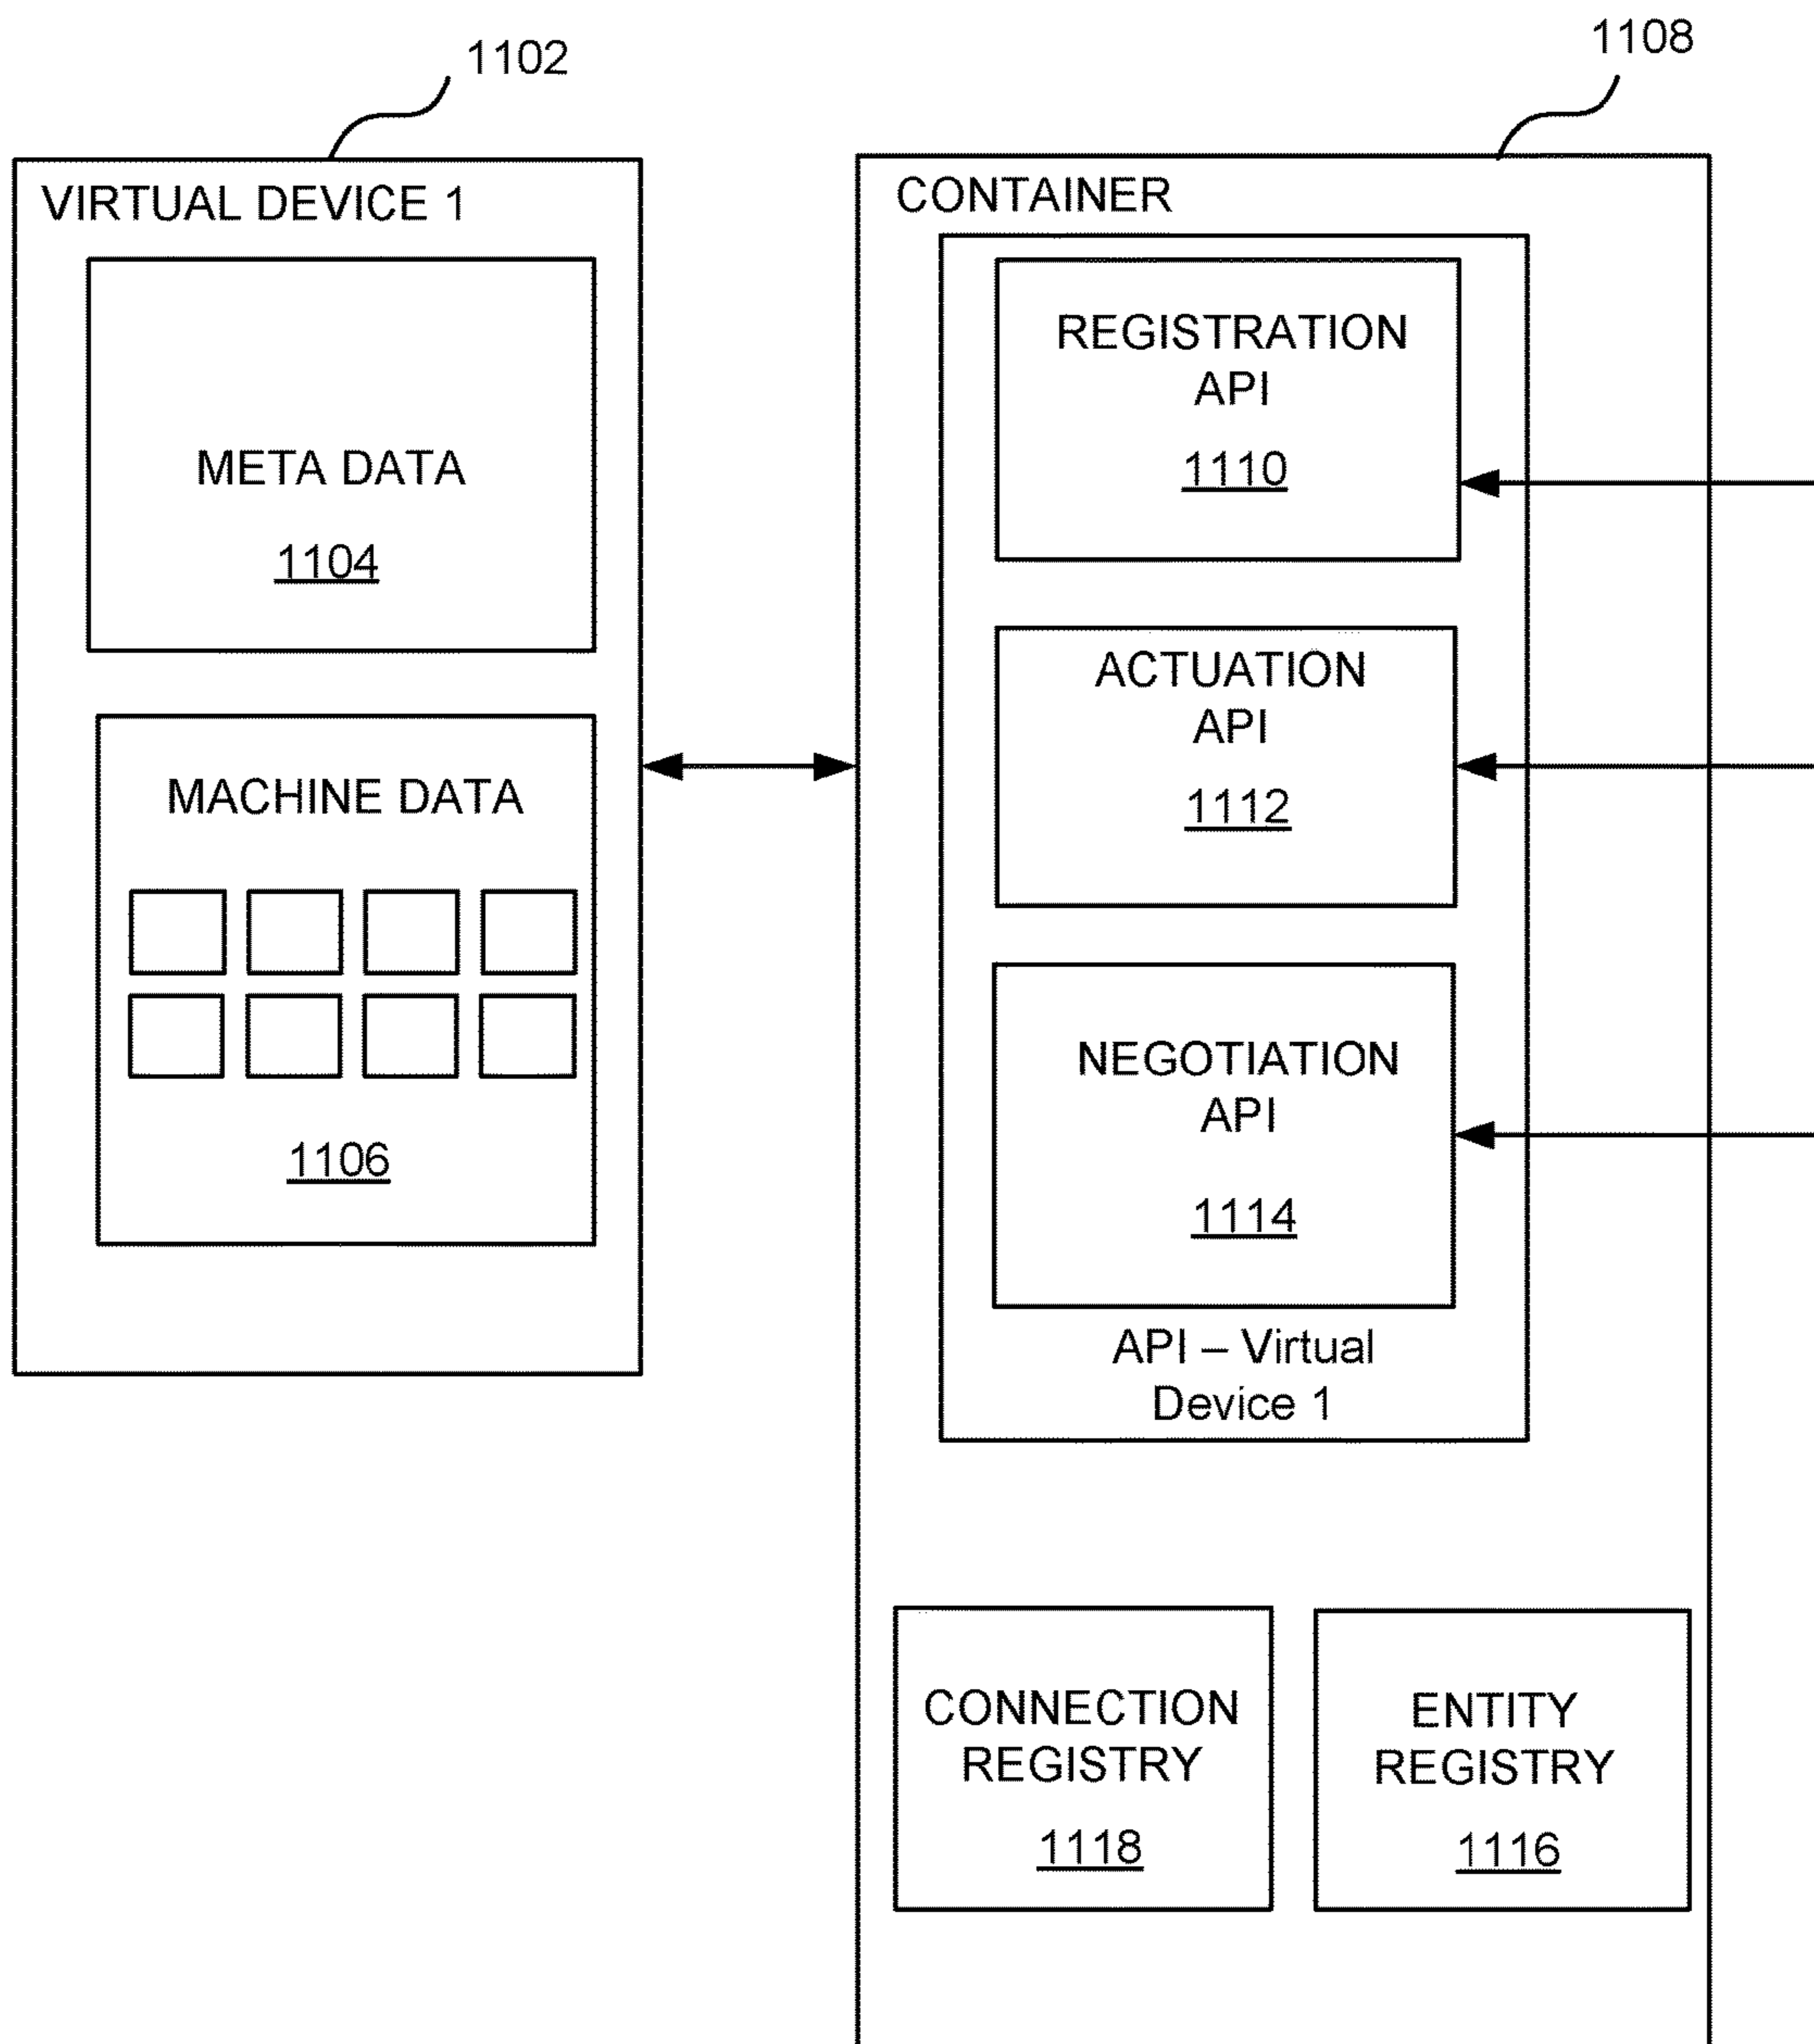 1102
1108
VIRTUAL DEVICE 1
META DATA
1104
MACHINE DATA
1106
CONTAINER
REGISTRATION
API
1110
ACTUATION
API
1112
NEGOTIATION
API
1114
API – Virtual
Device 1
CONNECTION
REGISTRY
1118
ENTITY
REGISTRY
1116